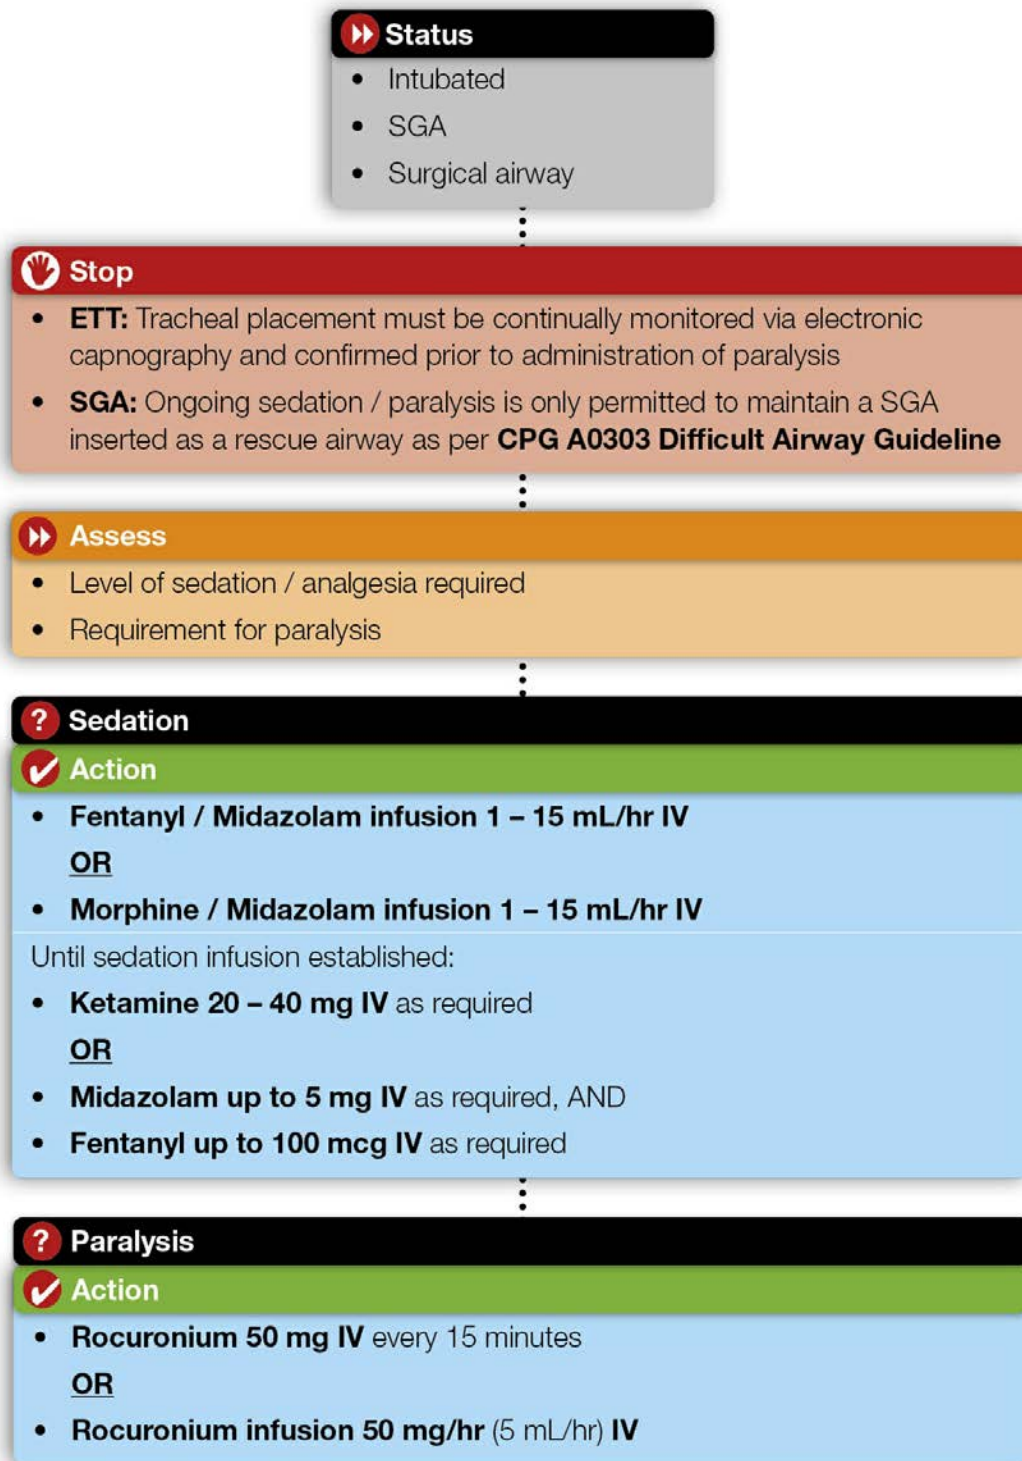 Status
• Intubated
• SGA
• Surgical airway
Stop
• ETT: Tracheal placement must be continually monitored via electronic
capnography and confirmed prior to administration of paralysis
• SGA: Ongoing sedation / paralysis is only permitted to maintain a SGA
inserted as a rescue airway as per CPG A0303 Difficult Airway Guideline
Assess
• Level of sedation / analgesia required
• Requirement for paralysis
? Sedation
Action
• Fentanyl / Midazolam infusion 1 – 15 mL/hr IV
OR
• Morphine / Midazolam infusion 1 – 15 mL/hr IV
Until sedation infusion established:
• Ketamine 20 – 40 mg IV as required
OR
• Midazolam up to 5 mg IV as required, AND
• Fentanyl up to 100 mcg IV as required
? Paralysis
Action
• Rocuronium 50 mg IV every 15 minutes
OR
• Rocuronium infusion 50 mg/hr (5 mL/hr) IV